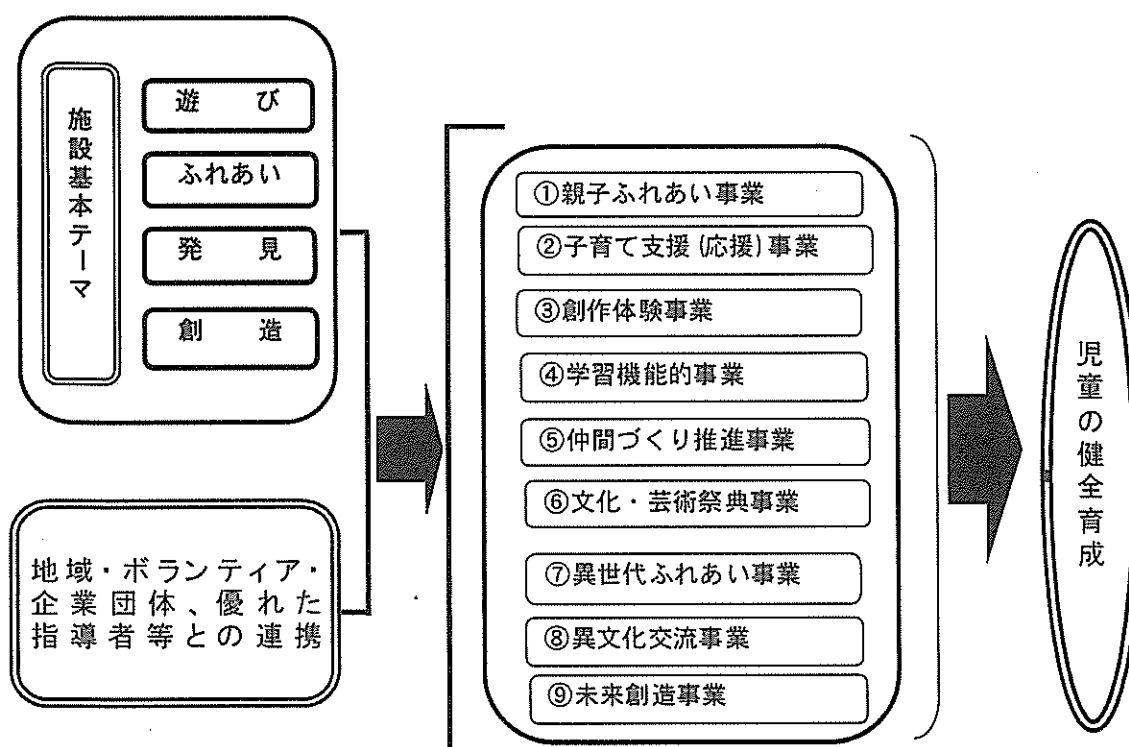 施設基本テーマ
遊び
ふれあい
発見
創造
地域・ボランティア・
企業団体、優れた
指導者等との連携
①親子ふれあい事業
②子育て支援(応援)事業
③創作体験事業
④学習機能的事業
⑤仲間づくり推進事業
⑥文化・芸術祭典事業
⑦異世代ふれあい事業
⑧異文化交流事業
⑨未来創造事業
児童の健全育成